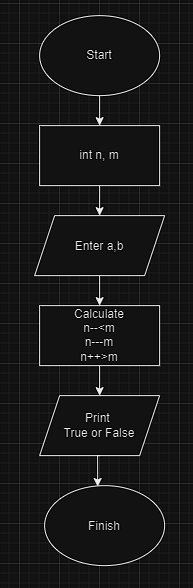 Start
int n, m
Enter a,b
Calculate
n--<m
n---m
n++>m
Print
True or False
Finish